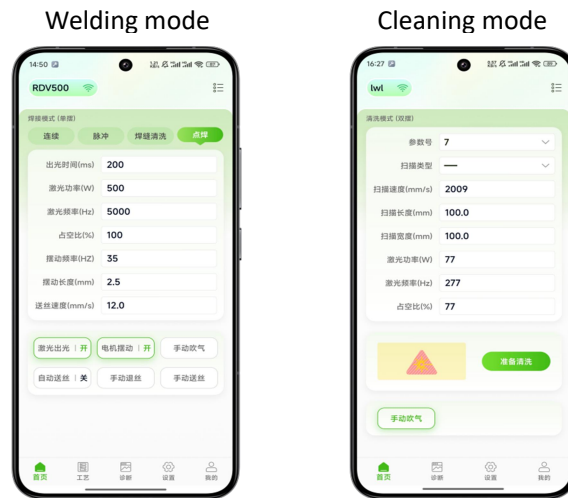 Welding mode
Cleaning mode
14:50
RDV500
焊接模式 (单摆)
连续 脉冲 焊缝清洗 点焊
出光时间(ms) 200
激光功率(W) 500
激光频率(Hz) 5000
占空比(%) 100
摆动频率(HZ) 35
摆动长度(mm) 2.5
送丝速度(mm/s) 12.0
激光出光 | 开 电机摆动 | 开 手动吹气
自动送丝 | 关 手动退丝 手动送丝
首页 工艺 诊断 设置 我的
16:27
lwl
清洗模式 (双摆)
参数号 7
扫描类型
扫描速度(mm/s) 2009
扫描长度(mm) 100.0
扫描宽度(mm) 100.0
激光功率(W) 77
激光频率(Hz) 277
占空比(%) 77
准备清洗
手动吹气
首页 诊断 设置 我的